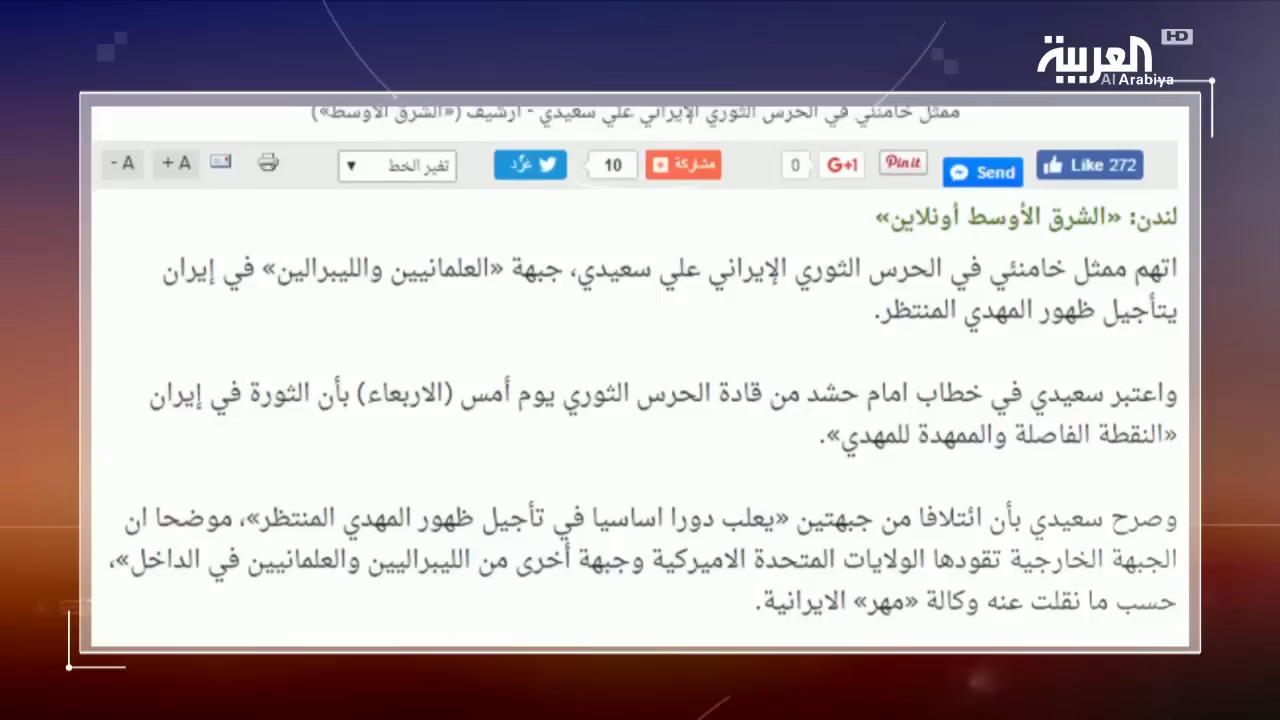 العربية HD
Al Arabiya
ممثل خامنئي في الحرس الثوري الإيراني علي سعيدي - ارشيف («الشرق الاوسط»)
Like 272
Send
Pin it
G+1
0
مشاركة
10
غرِّد
تغير الخط
+ A
- A
لندن: «الشرق الأوسط أونلاين»
اتهم ممثل خامنئي في الحرس الثوري الإيراني علي سعيدي، جبهة «العلمانيين والليبرالين» في إيران
يتأجيل ظهور المهدي المنتظر.
واعتبر سعيدي في خطاب امام حشد من قادة الحرس الثوري يوم أمس (الاربعاء) بأن الثورة في إيران
«النقطة الفاصلة والممهدة للمهدي».
وصرح سعيدي بأن ائتلافا من جبهتين «يعلب دورا اساسيا في تأجيل ظهور المهدي المنتظر»، موضحا ان
الجبهة الخارجية تقودها الولايات المتحدة الاميركية وجبهة أخرى من الليبراليين والعلمانيين في الداخل»،
حسب ما نقلت عنه وكالة «مهر» الايرانية.